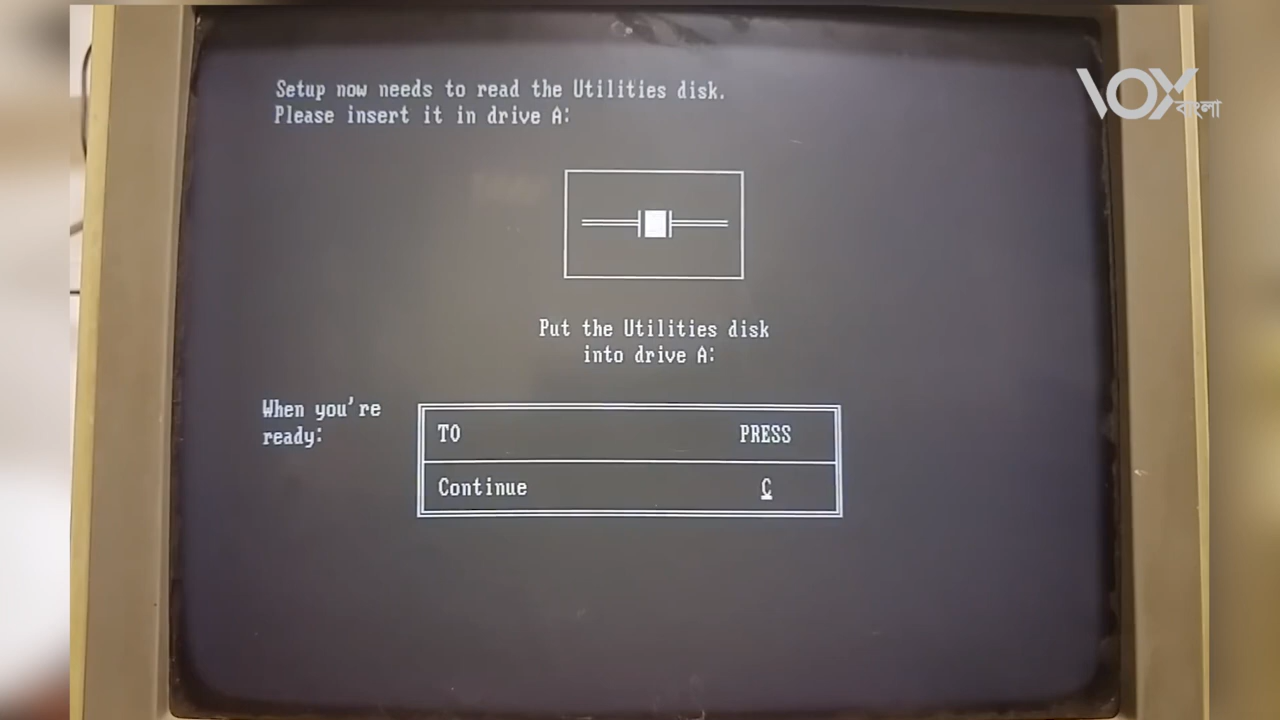 Setup now needs to read the Utilities disk.
Please insert it in drive A:
VOX বাংলা
Put the Utilities disk
into drive A:
When you're
ready:
TO PRESS
Continue C